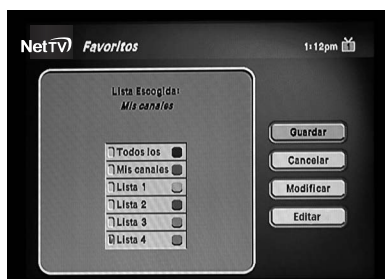 NetTV Favoritos
1:12pm
Lista Escogida:
Mis canales
Todos los
Mis canales
Lista 1
Lista 2
Lista 3
Lista 4
Guardar
Cancelar
Modificar
Editar